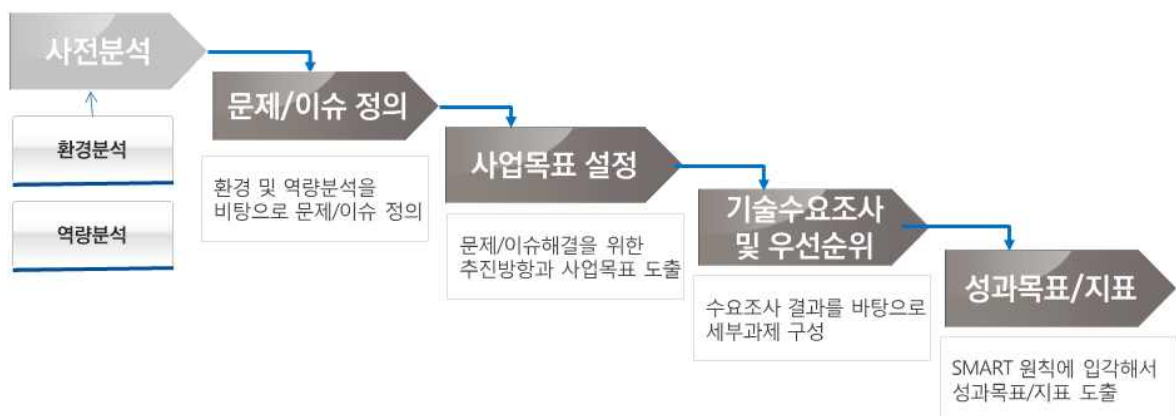 사전분석
환경분석
역량분석
문제/이슈 정의
환경 및 역량분석을
비탕으로 문제/이슈 정의
사업목표 설정
문제/이슈해결을 위한
추진방향과 사업목표 도출
기술수요조사
및 우선순위
수요조사 결과를 바탕으로
세부과제 구성
성과목표/지표
SMART 원칙에 입각해서
성과목표/지표 도출